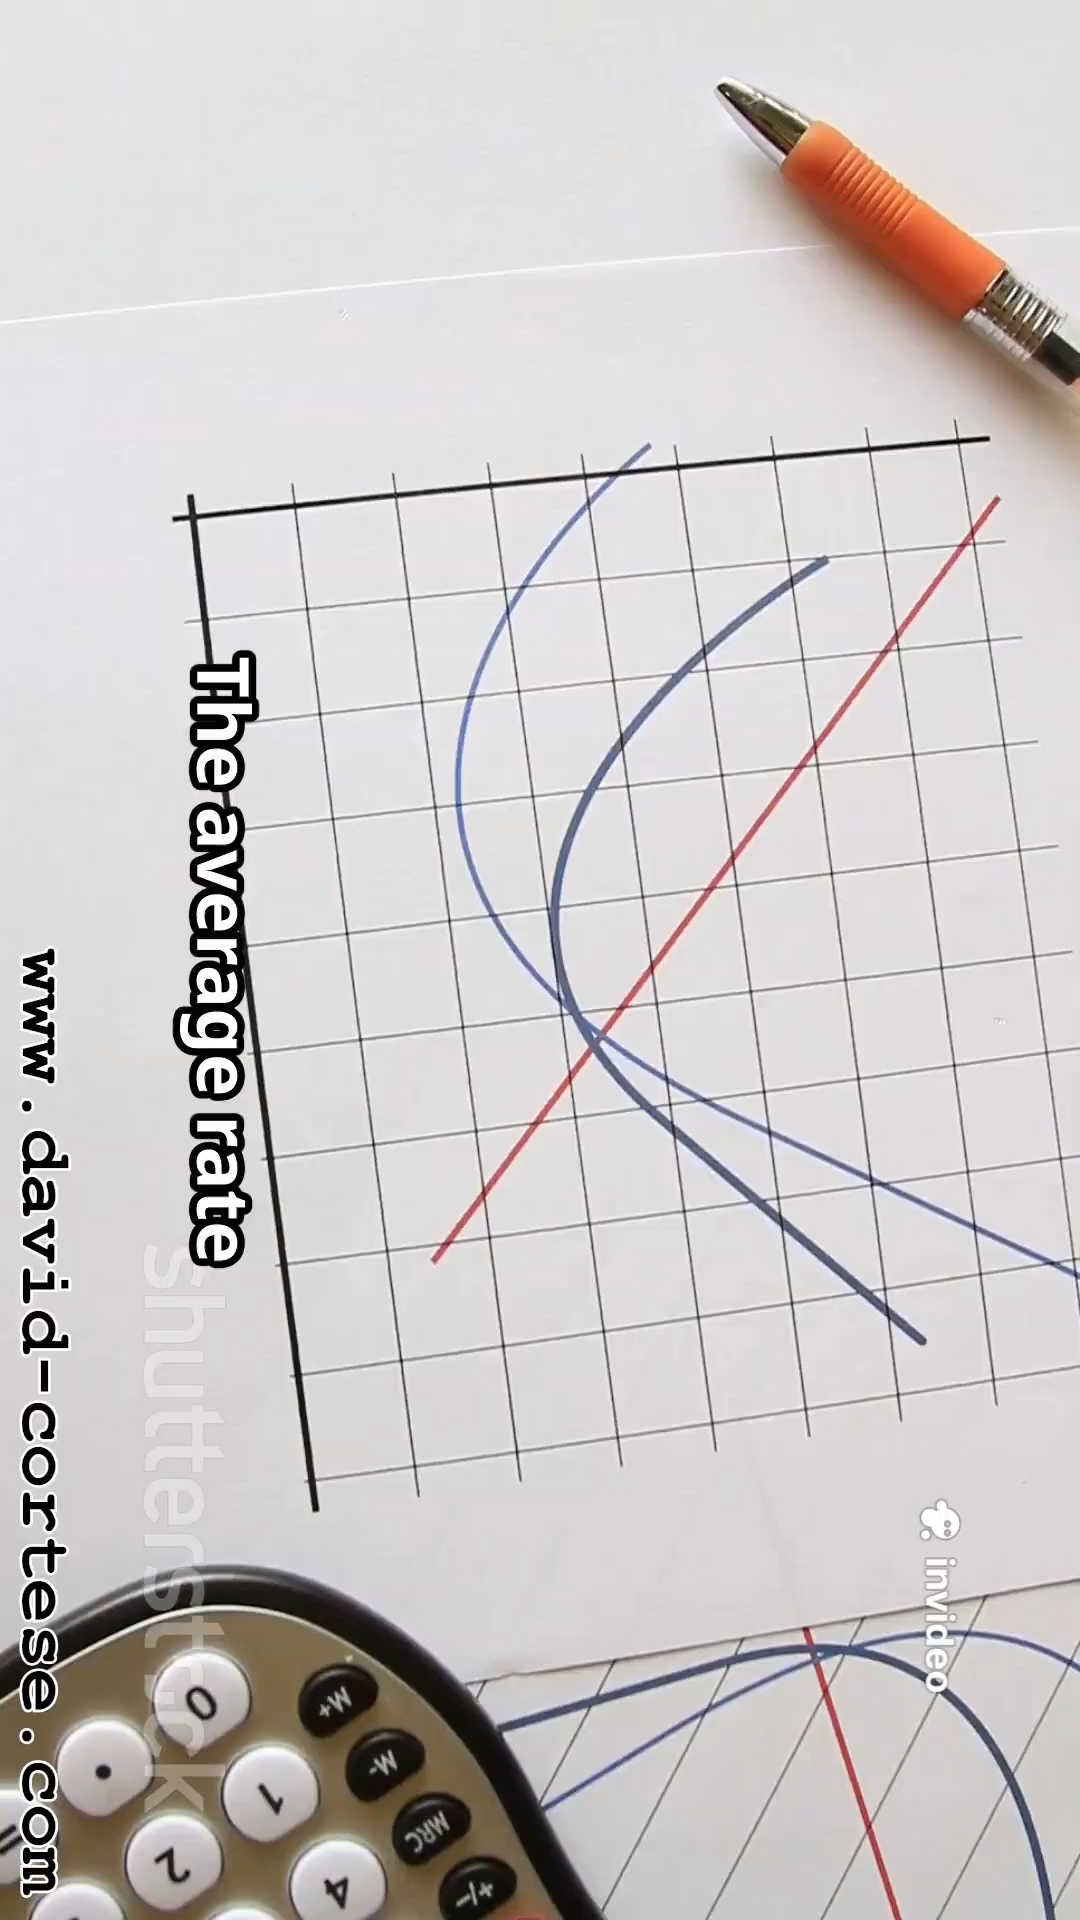 The average rate
www.david-cortese.com
shutterstock
invideo
M+
M-
MRC
+/-
0
1
2
4
.
=